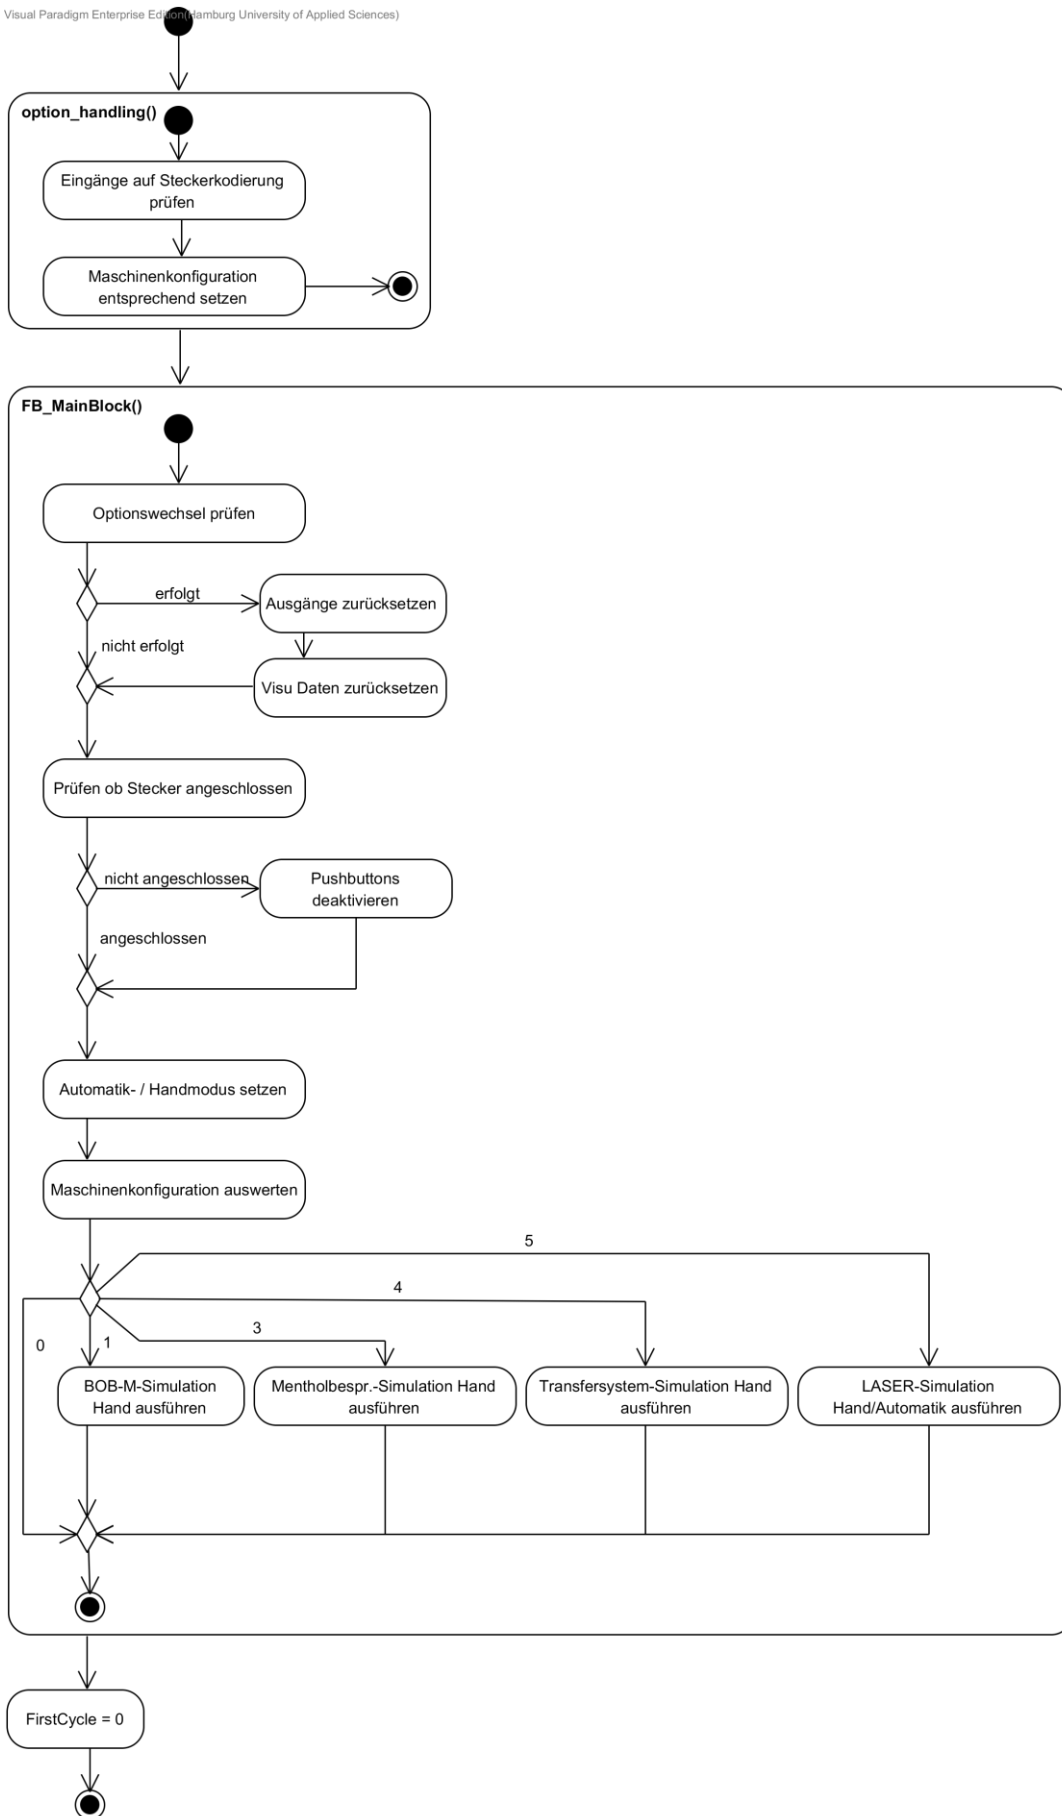 Visual Paradigm Enterprise Edition(Hamburg University of Applied Sciences)
option_handling()
Eingänge auf Steckerkodierung
prüfen
Maschinenkonfiguration
entsprechend setzen
FB_MainBlock()
Optionswechsel prüfen
erfolgt
Ausgänge zurücksetzen
nicht erfolgt
Visu Daten zurücksetzen
Prüfen ob Stecker angeschlossen
nicht angeschlossen
Pushbuttons
deaktivieren
angeschlossen
Automatik- / Handmodus setzen
Maschinenkonfiguration auswerten
5
4
3
0
1
BOB-M-Simulation
Hand ausführen
Mentholbespr.-Simulation Hand
ausführen
Transfersystem-Simulation Hand
ausführen
LASER-Simulation
Hand/Automatik ausführen
FirstCycle = 0